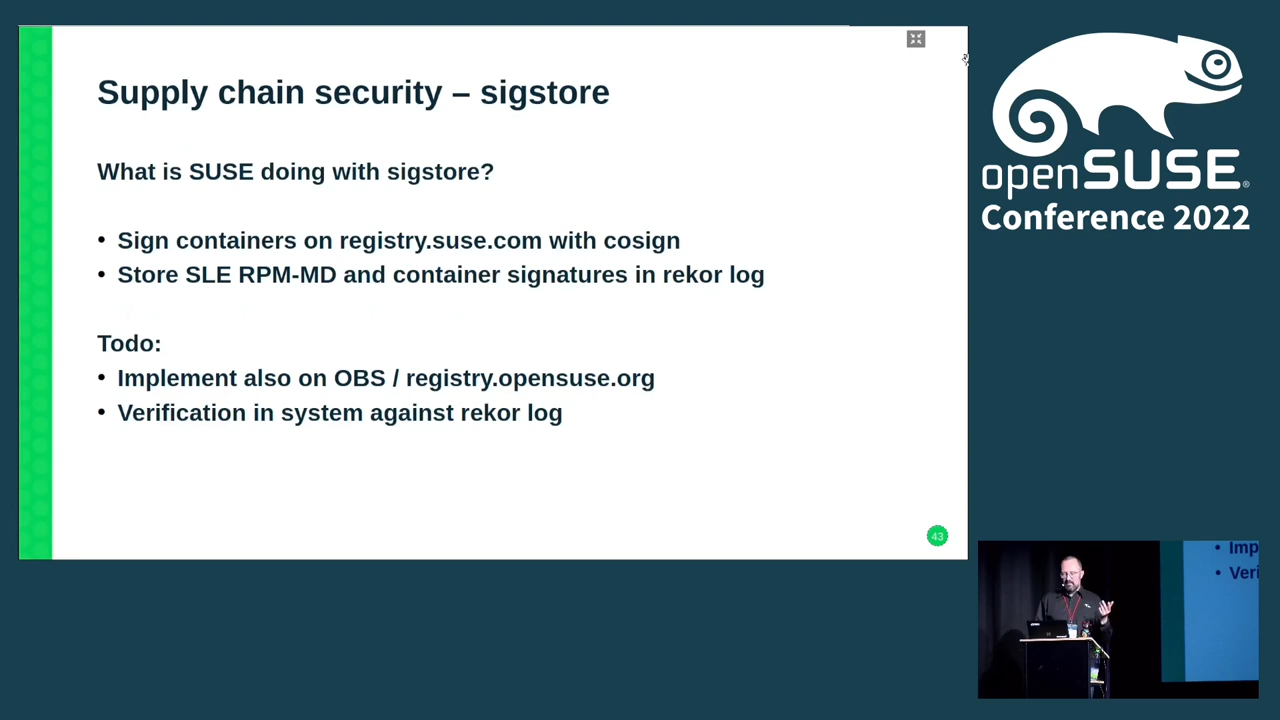 Supply chain security – sigstore
What is SUSE doing with sigstore?
• Sign containers on registry.suse.com with cosign
• Store SLE RPM-MD and container signatures in rekor log
Todo:
• Implement also on OBS / registry.opensuse.org
• Verification in system against rekor log
43
openSUSE®
Conference 2022
• Imp
• Veri